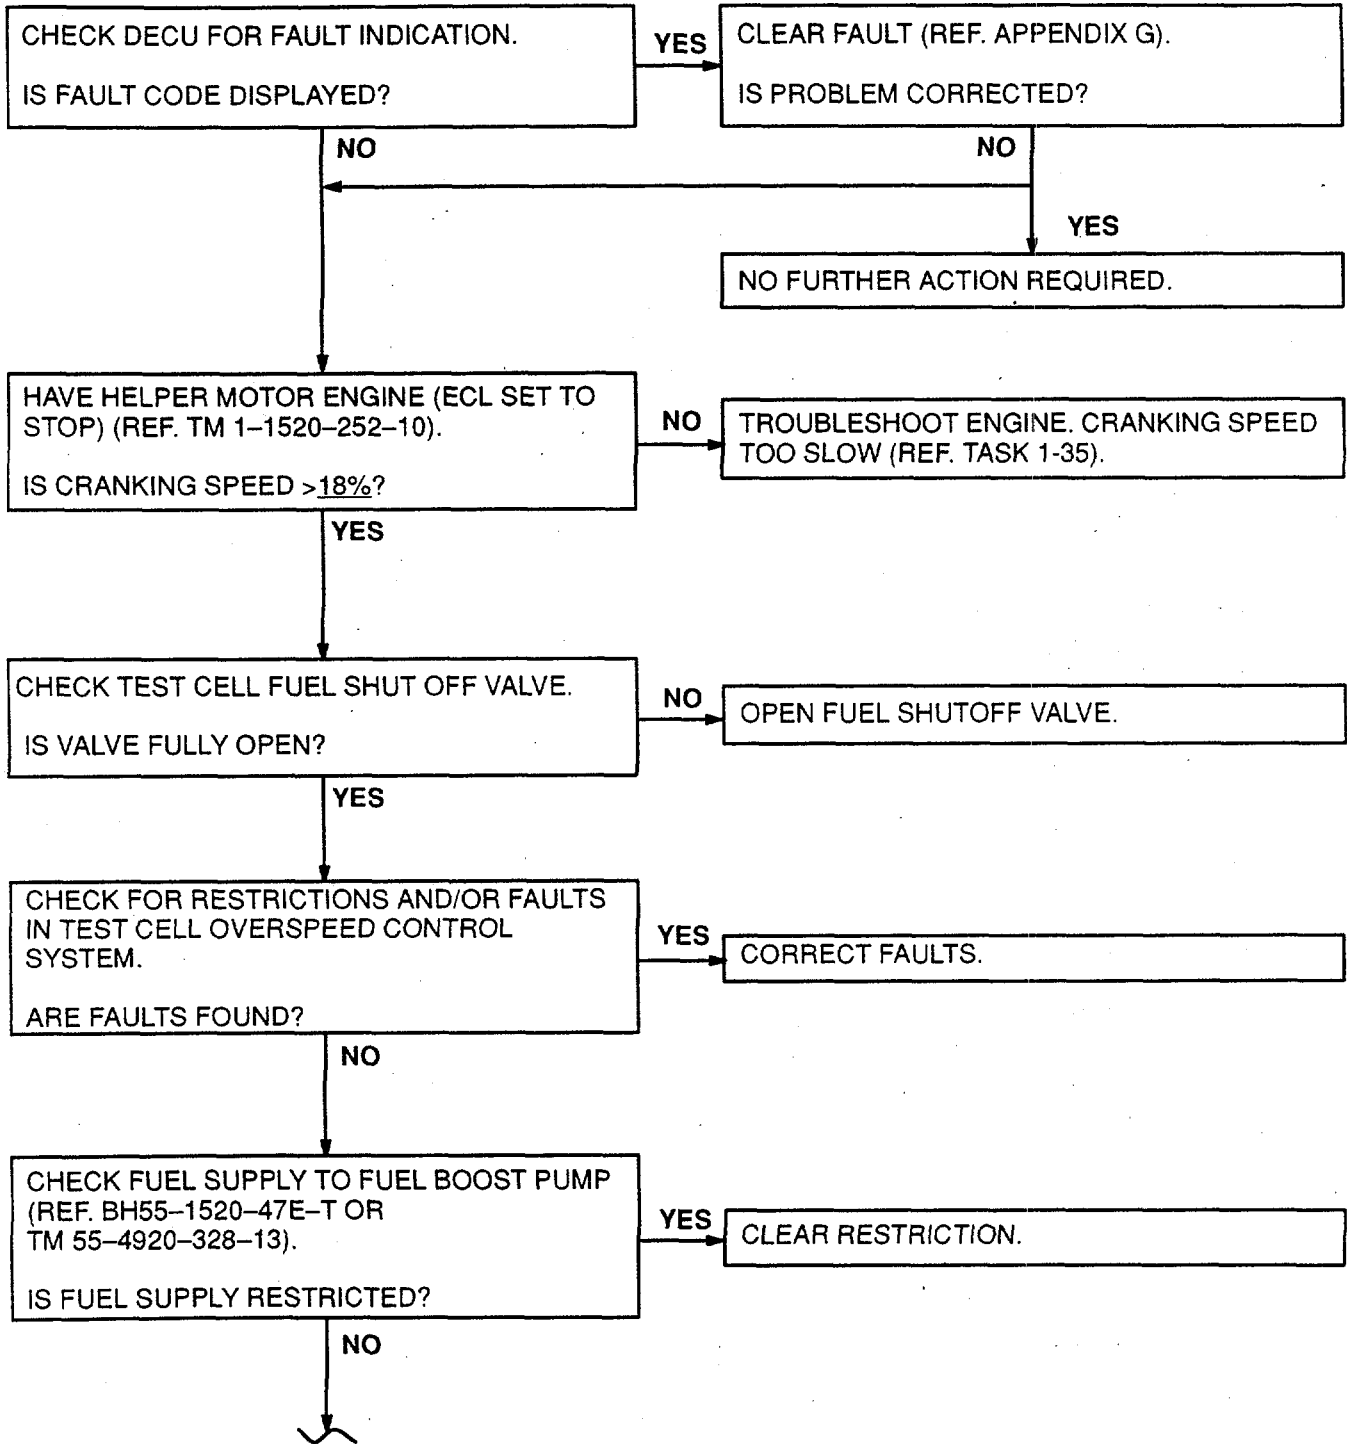 CHECK DECU FOR FAULT INDICATION.
IS FAULT CODE DISPLAYED?
YES
CLEAR FAULT (REF. APPENDIX G).
IS PROBLEM CORRECTED?
NO
NO
YES
NO FURTHER ACTION REQUIRED.
HAVE HELPER MOTOR ENGINE (ECL SET TO
STOP) (REF. TM 1–1520–252–10).
IS CRANKING SPEED >18%?
NO
TROUBLESHOOT ENGINE. CRANKING SPEED
TOO SLOW (REF. TASK 1-35).
YES
CHECK TEST CELL FUEL SHUT OFF VALVE.
IS VALVE FULLY OPEN?
NO
OPEN FUEL SHUTOFF VALVE.
YES
CHECK FOR RESTRICTIONS AND/OR FAULTS
IN TEST CELL OVERSPEED CONTROL
SYSTEM.
ARE FAULTS FOUND?
YES
CORRECT FAULTS.
NO
CHECK FUEL SUPPLY TO FUEL BOOST PUMP
(REF. BH55–1520–47E–T OR
TM 55–4920–328–13).
IS FUEL SUPPLY RESTRICTED?
YES
CLEAR RESTRICTION.
NO